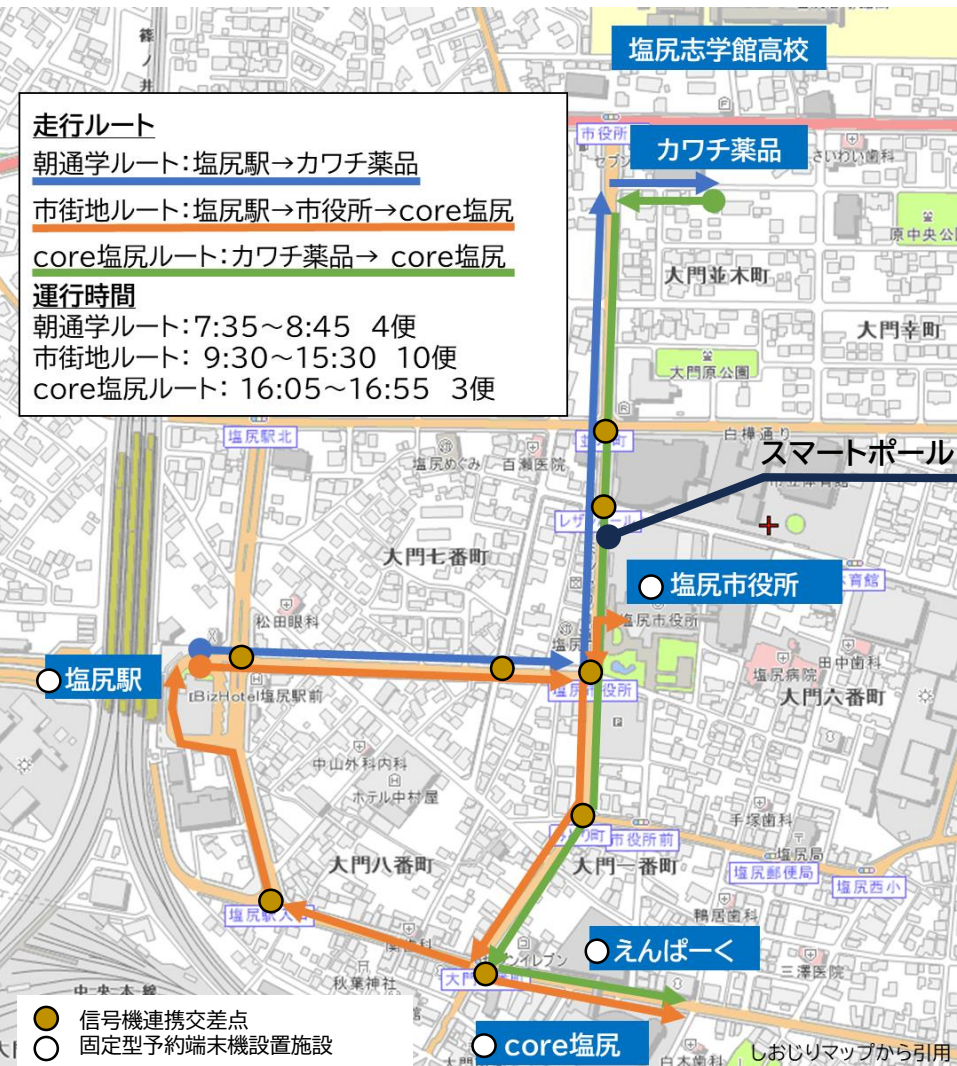 篠ノ井
塩尻志学館高校
走行ルート
朝通学ルート:塩尻駅→カワチ薬品
市街地ルート:塩尻駅→市役所→core塩尻
core塩尻ルート:カワチ薬品→ core塩尻
運行時間
朝通学ルート:7:35~8:45 4便
市街地ルート: 9:30~15:30 10便
core塩尻ルート: 16:05~16:55 3便
市役所
セブン
カワチ薬品
さいわい歯科
原中央公
大門並木町
大門幸町
大門原公園
塩尻駅北
白樺通り
塩尻めぐみ
百瀬医院
スマートポール
大門七番町
塩尻市役所
育館
松田眼科
塩尻市役所
塩尻駅
BizHotel塩尻駅前
塩尻病院
田中歯科
大門六番町
中山外科内科
ホテル中村屋
手塚歯科
市役所前
大門八番町
大門一番町
塩尻郵便局
塩尻局
塩尻西小
塩尻駅入口
鴨居歯科
えんぱーく
三澤医院
秋葉神社
中央本線
信号機連携交差点
固定型予約端末機設置施設
core塩尻
白木歯科
しおじりマップから引用